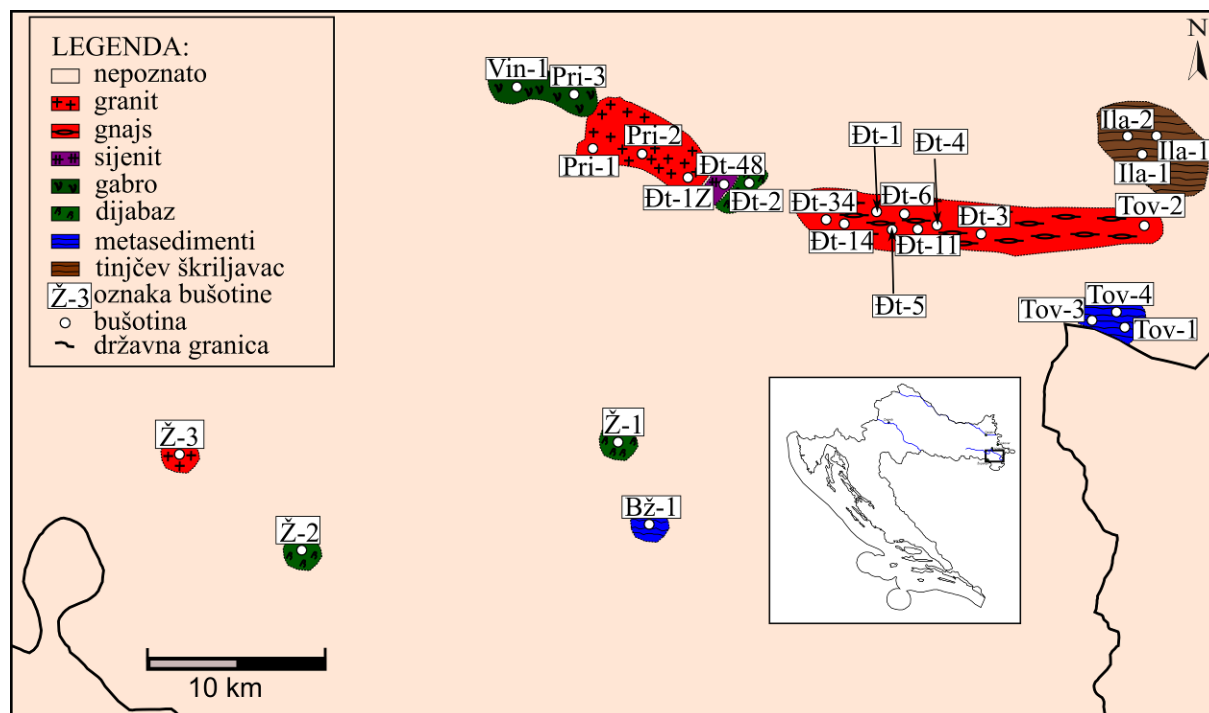 LEGENDA:
nepoznato
granit
gnajs
sijenit
gabro
dijabaz
metasedimenti
tinjčev škriljavac
Ž-3 oznaka bušotine
bušotina
državna granica
N
Vin-1
Pri-3
Pri-2
Pri-1
Đt-48
Đt-1Z
Đt-2
Đt-1
Đt-4
Đt-6
Đt-34
Đt-3
Đt-14
Đt-11
Đt-5
Ila-2
Ila-1
Ila-1
Tov-2
Tov-4
Tov-3
Tov-1
Ž-3
Ž-1
Ž-2
Bž-1
10 km